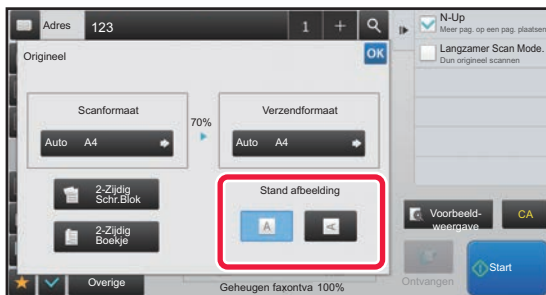 Adres 123 1 +
Origineel OK
Scanformaat
Auto A4
70%
Verzendformaat
Auto A4
2-Zijdig
Schr.Blok
2-Zijdig
Boekje
Stand afbeelding
A A
N-Up
Meer pag. op een pag. plaatsen
Langzamer Scan Mode.
Dun origineel scannen
Voorbeeld-
weergave
CA
Ontvangen
Start
Overige
Geheugen faxontva 100%